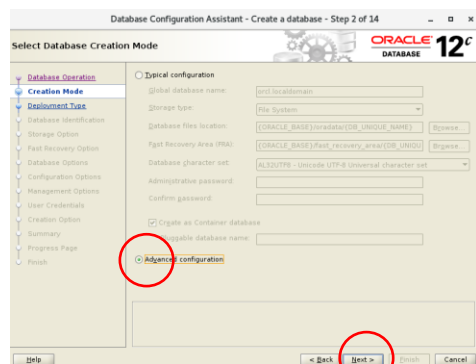 Database Configuration Assistant - Create a database - Step 2 of 14
Select Database Creation Mode
ORACLE
DATABASE
12c
Database Operation
Creation Mode
Deployment Type
Database Identification
Storage Option
Fast Recovery Option
Database Options
Configuration Options
Management Options
User Credentials
Creation Option
Summary
Progress Page
Finish
Typical configuration
Global database name: orcl.localdomain
Storage type: File System
Database files location: {ORACLE_BASE}/oradata/{DB_UNIQUE_NAME} Browse...
Fast Recovery Area (FRA): {ORACLE_BASE}/fast_recovery_area/{DB_UNIQU Browse...
Database character set: AL32UTF8 - Unicode UTF-8 Universal character set
Administrative password:
Confirm password:
Create as Container database
Pluggable database name:
Advanced configuration
Help
< Back
Next >
Finish
Cancel